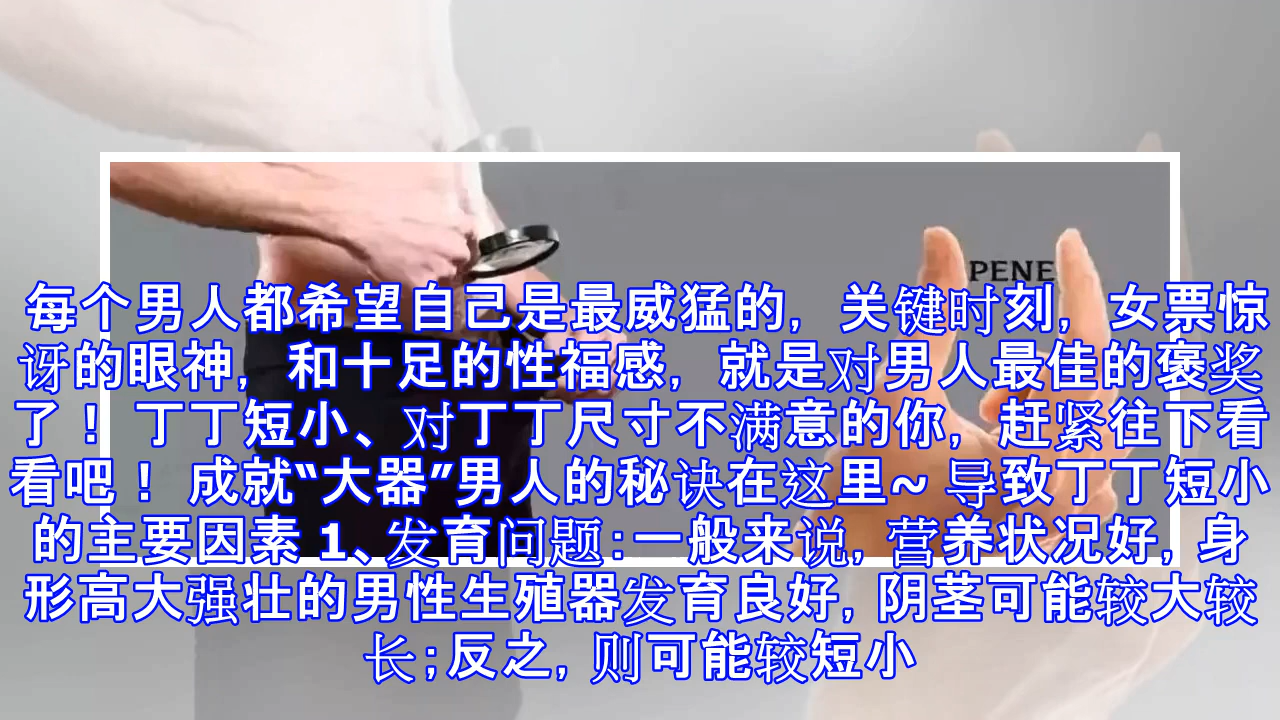 PENE
每个男人都希望自己是最威猛的，关键时刻，女票惊
讶的眼神，和十足的性福感，就是对男人最佳的褒奖
了！丁丁短小、对丁丁尺寸不满意的你，赶紧往下看
看吧！成就“大器”男人的秘诀在这里~ 导致丁丁短小
的主要因素 1、发育问题:一般来说，营养状况好，身
形高大强壮的男性生殖器发育良好，阴茎可能较大较
长;反之，则可能较短小